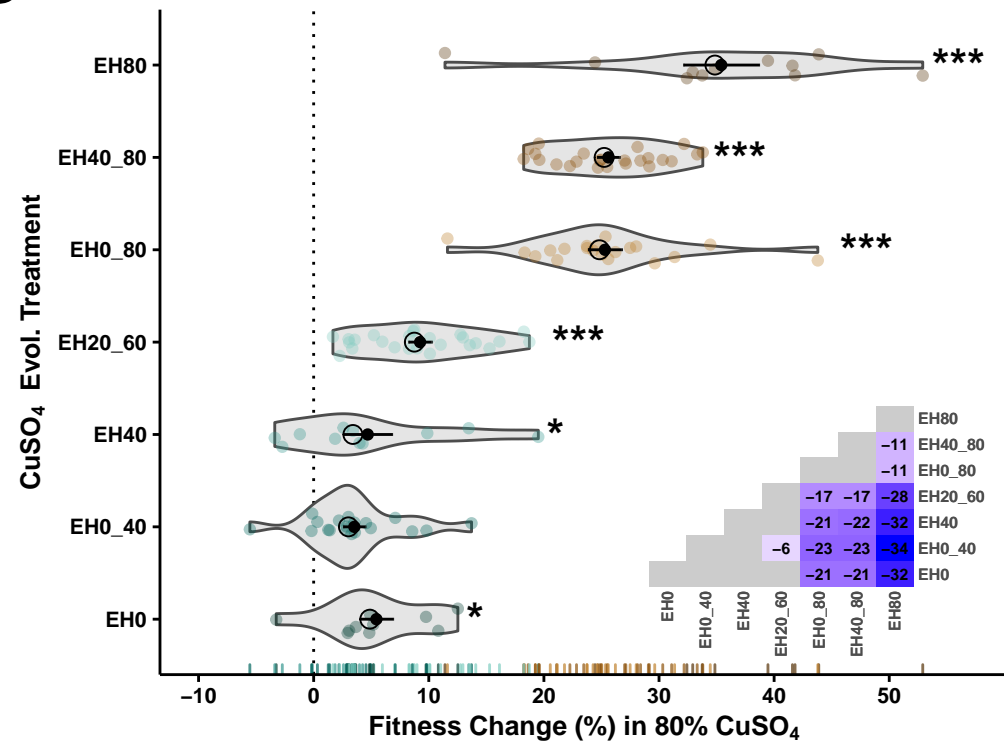 EH80
***
EH40_80
***
EH0_80
***
EH20_60
***
EH40
*
EH0_40
EH0
*
CuSO₄ Evol. Treatment
EH80
−11 EH40_80
−11 EH0_80
−17 −17 −28 EH20_60
−21 −22 −32 EH40
−6 −23 −23 −34 EH0_40
−21 −21 −32 EH0
EH0 EH0_40 EH40 EH20_60 EH0_80 EH40_80 EH80
−10 0 10 20 30 40 50
Fitness Change (%) in 80% CuSO₄